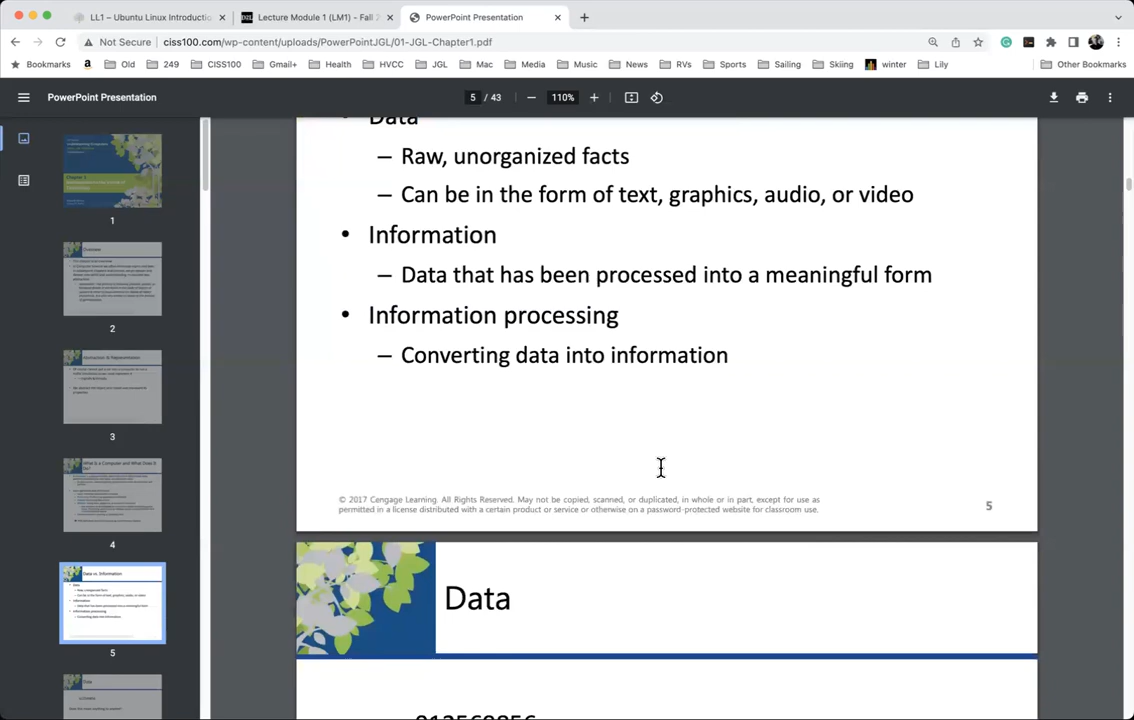 LL1 – Ubuntu Linux Introductio
Lecture Module 1 (LM1) - Fall 2
PowerPoint Presentation
Not Secure
ciss100.com/wp-content/uploads/PowerPointJGL/01-JGL-Chapter1.pdf
Bookmarks
Old
249
CISS100
Gmail+
Health
HVCC
JGL
Mac
Media
Music
News
RVs
Sports
Sailing
Skiing
winter
Lily
Other Bookmarks
PowerPoint Presentation
5 / 43
110%
1
2
3
4
Data vs. Information
5
Data
• Data
– Raw, unorganized facts
– Can be in the form of text, graphics, audio, or video
• Information
– Data that has been processed into a meaningful form
• Information processing
– Converting data into information
© 2017 Cengage Learning. All Rights Reserved. May not be copied, scanned, or duplicated, in whole or in part, except for use as
permitted in a license distributed with a certain product or service or otherwise on a password-protected website for classroom use.
5
Data